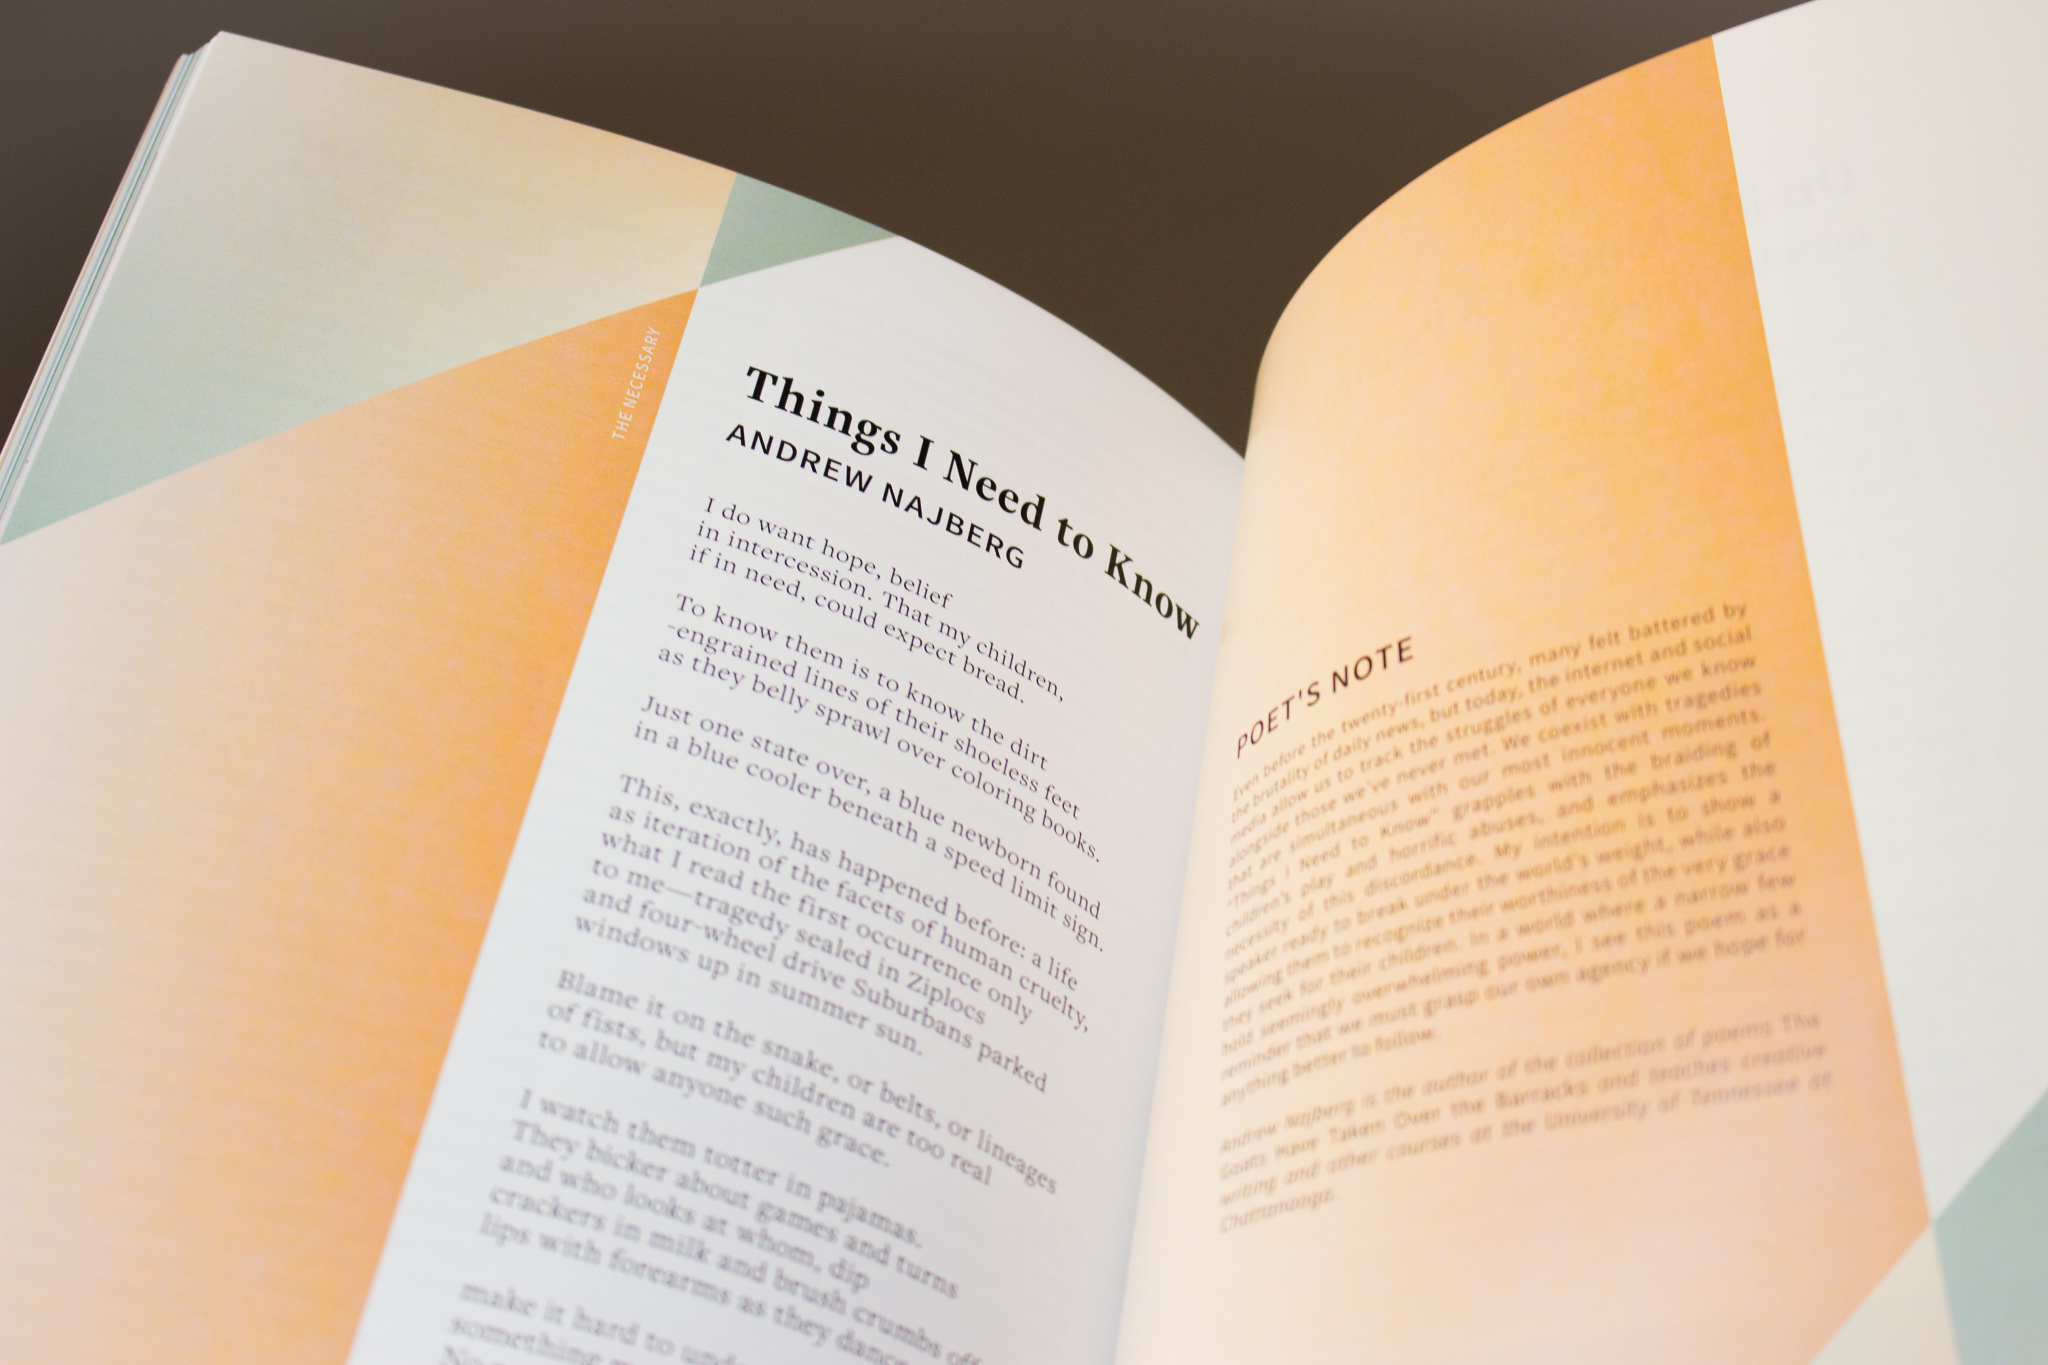 THE NECESSARY
Things I Need to Know
ANDREW NAJBERG
I do want hope, belief
in intercession. That my children,
if in need, could expect bread.
To know them is to know the dirt
-engrained lines of their shoeless feet
as they belly sprawl over coloring books.
Just one state over, a blue newborn found
in a blue cooler beneath a speed limit sign.
This, exactly, has happened before: a life
as iteration of the facets of human cruelty,
what I read the first occurrence only
to me—tragedy sealed in Ziplocs
and four-wheel drive Suburbans parked
windows up in summer sun.
Blame it on the snake, or belts, or lineages
of fists, but my children are too real
to allow anyone such grace.
I watch them totter in pajamas.
They bicker about games and turns
and who looks at whom, dip
crackers in milk and brush crumbs off
lips with forearms as they dance
make it hard to
something
POET'S NOTE
Even before the twenty-first century, many felt battered by
the brutality of daily news, but today, the internet and social
media allow us to track the struggles of everyone we know
alongside those we've never met. We coexist with tragedies
that are simultaneous with our most innocent moments.
"Things I Need to Know" grapples with the braiding of
children's play and horrific abuses, and emphasizes the
necessity of this discordance. My intention is to show a
speaker ready to break under the world's weight, while also
allowing them to recognize their worthiness of the very grace
they seek for their children. In a world where a narrow few
hold seemingly overwhelming power, I see this poem as a
reminder that we must grasp our own agency if we hope for
anything better to follow.
Andrew Najberg is the author of the collection of poems The
Goats Have Taken Over the Barracks and teaches creative
writing and other courses at the University of Tennessee at
Chattanooga.